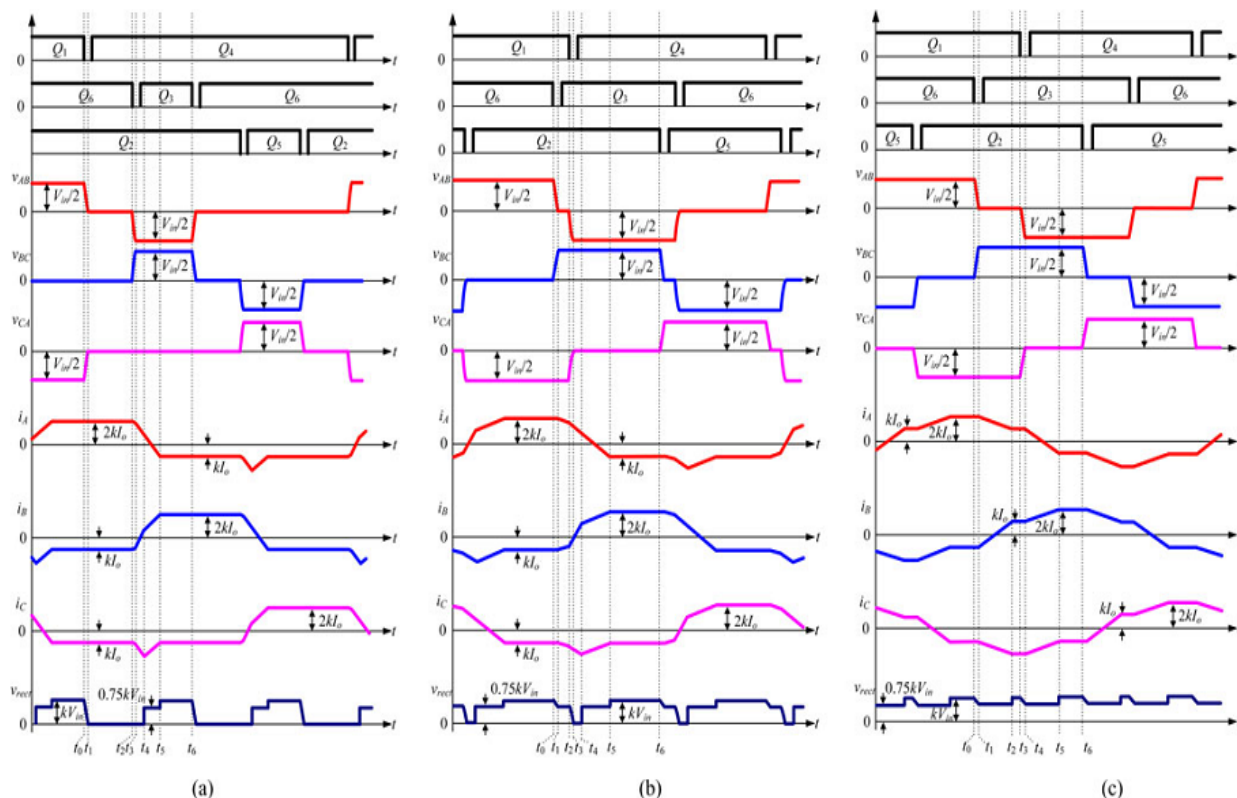 0 Q1 Q4 t
0 Q6 Q3 Q6 t
0 Q2 Q5 Q2 t
vAB 0 Vin/2 Vin/2 t
vBC 0 Vin/2 Vin/2
vCA 0 Vin/2 Vin/2
iA 0 2kIo kIo t
iB 0 kIo 2kIo t
iC 0 kIo 2kIo t
vrect 0 kVin 0.75kVin t
t0 t1 t2 t3 t4 t5 t6
(a)
0 Q1 Q4 t
0 Q6 Q3 Q6 t
0 Q2 Q5 t
vAB 0 Vin/2 Vin/2 t
vBC 0 Vin/2 Vin/2 t
vCA 0 Vin/2 Vin/2 t
iA 0 2kIo kIo t
iB 0 kIo 2kIo t
iC 0 kIo 2kIo t
vrect 0 0.75kVin kVin t
t0 t1 t2 t3 t4 t5 t6
(b)
0 Q1 Q4
0 Q6 Q3 Q6
0 Q5 Q2 Q5
vAB 0 Vin/2 Vin/2
vBC 0 Vin/2 Vin/2
vCA 0 Vin/2 Vin/2
iA 0 kIo 2kIo
iB 0 kIo 2kIo
iC 0 kIo 2kIo
vrect 0 0.75kVin kVin
t0 t1 t2 t3 t4 t5 t6
(c)